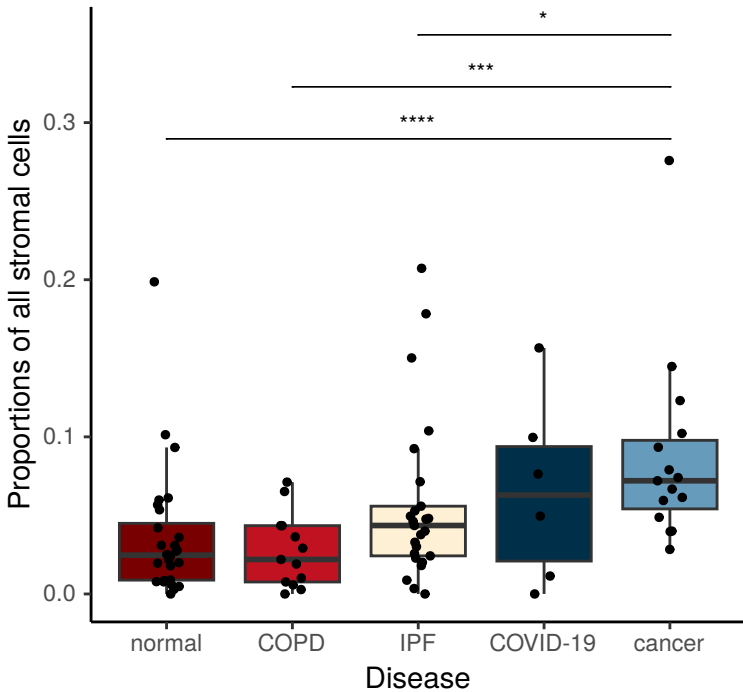 *
***
****
Proportions of all stromal cells
0.3
0.2
0.1
0.0
normal COPD IPF COVID-19 cancer
Disease